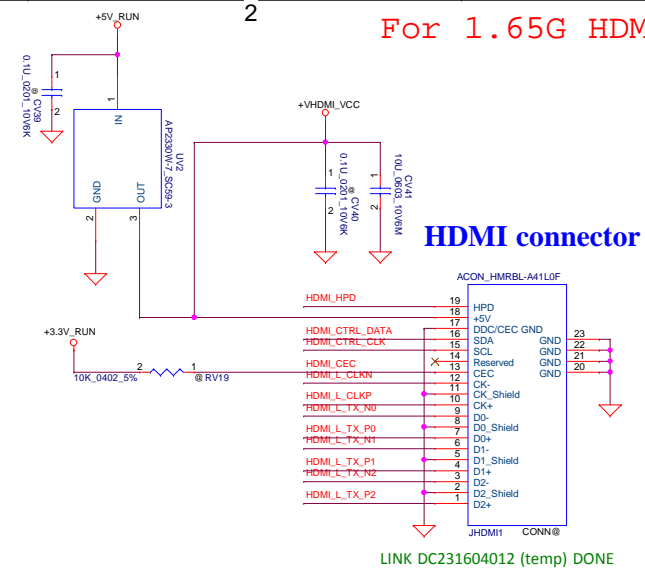 2
For 1.65G HDM
+5V_RUN
1
2
0.1U_0201_10V6K
@ CV39
1
IN
GND
OUT
2
3
UV2
AP2330W-7_SC59-3
+VHDMI_VCC
1
2
0.1U_0201_10V6K
@ CV40
1
2
10U_0603_10V6M
CV41
HDMI connector
ACON_HMRBL-A41L0F
HDMI_HPD 19 HPD
18 +5V
17 DDC/CEC GND
HDMI_CTRL_DATA 16 SDA GND 23
HDMI_CTRL_CLK 15 SCL GND 22
14 Reserved GND 21
HDMI_CEC 13 CEC GND 20
HDMI_L_CLKN 12 CK-
11 CK_Shield
HDMI_L_CLKP 10 CK+
HDMI_L_TX_N0 9 D0-
8 D0_Shield
HDMI_L_TX_P0 7 D0+
HDMI_L_TX_N1 6 D1-
5 D1_Shield
HDMI_L_TX_P1 4 D1+
HDMI_L_TX_N2 3 D2-
2 D2_Shield
HDMI_L_TX_P2 1 D2+
+3.3V_RUN
2 1
10K_0402_5% @ RV19
JHDMI1 CONN@
LINK DC231604012 (temp) DONE